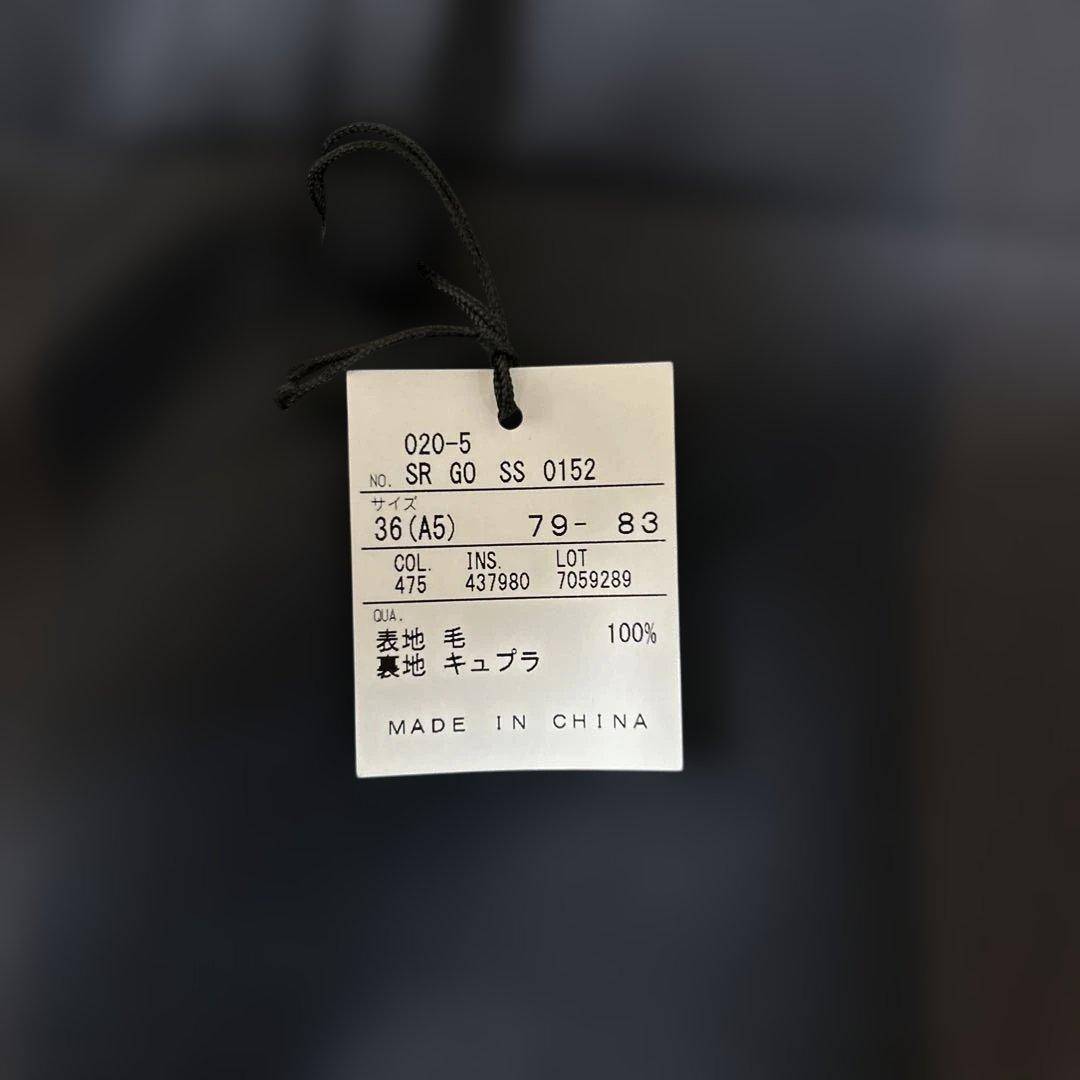 020-5
NO. SR GO SS 0152
サイズ
36(A5) 79- 83
COL. INS. LOT
475 437980 7059289
QUA.
表地 毛 100%
裏地 キュプラ
MADE IN CHINA